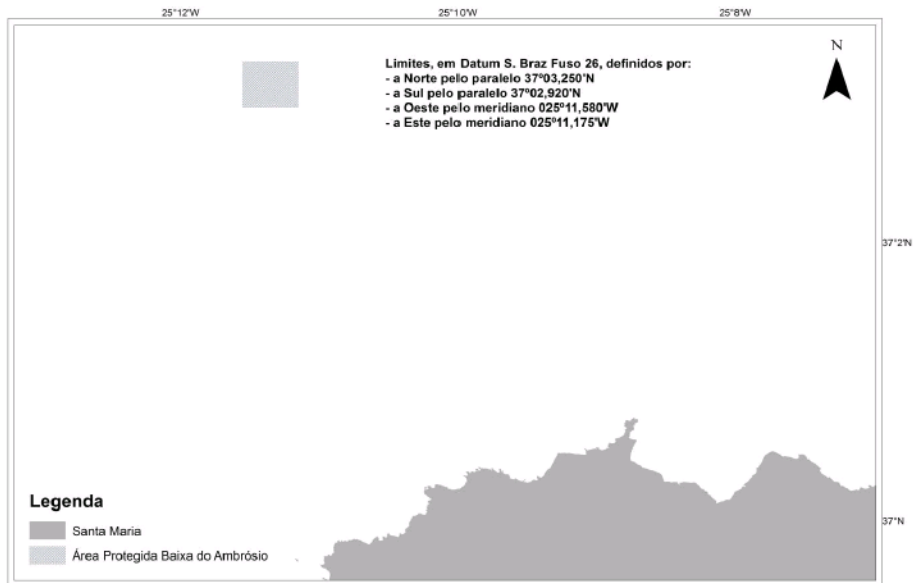 25°12'W 25°10'W 25°8'W
N
Limites, em Datum S. Braz Fuso 26, definidos por:
- a Norte pelo paralelo 37º03,250'N
- a Sul pelo paralelo 37º02,920'N
- a Oeste pelo meridiano 025º11,580'W
- a Este pelo meridiano 025º11,175'W
37°2'N
Legenda
Santa Maria
37°N
Área Protegida Baixa do Ambrósio